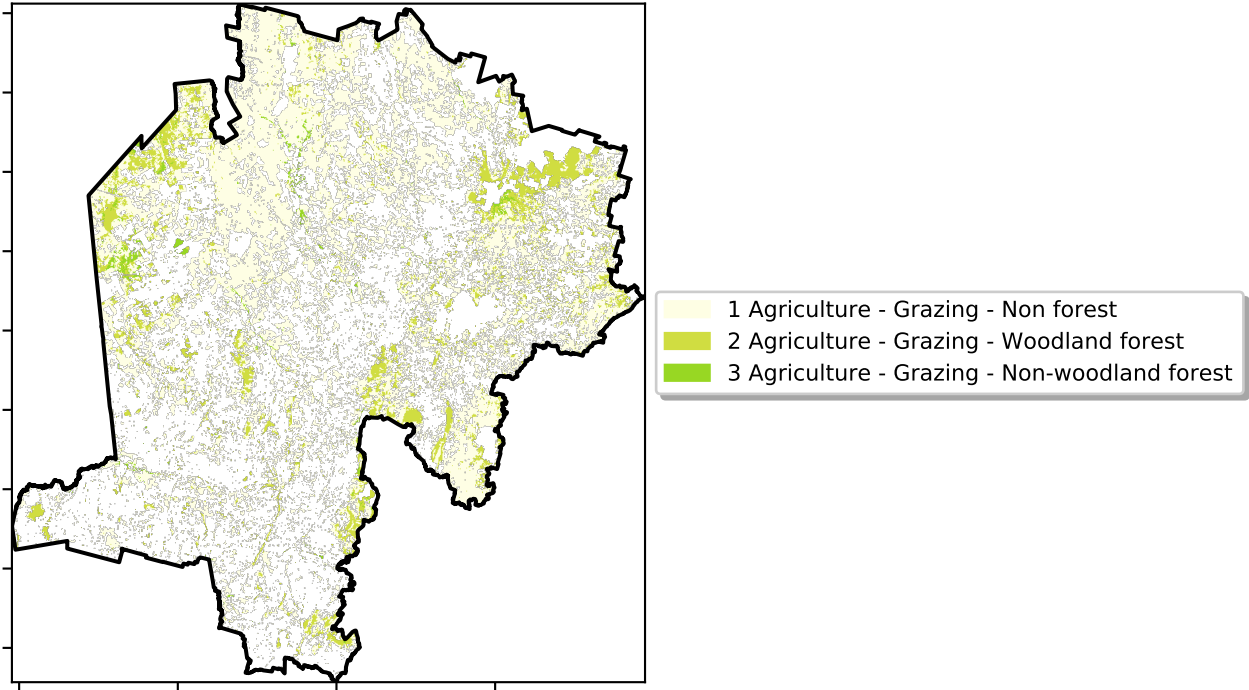 1 Agriculture - Grazing - Non forest
2 Agriculture - Grazing - Woodland forest
3 Agriculture - Grazing - Non-woodland forest